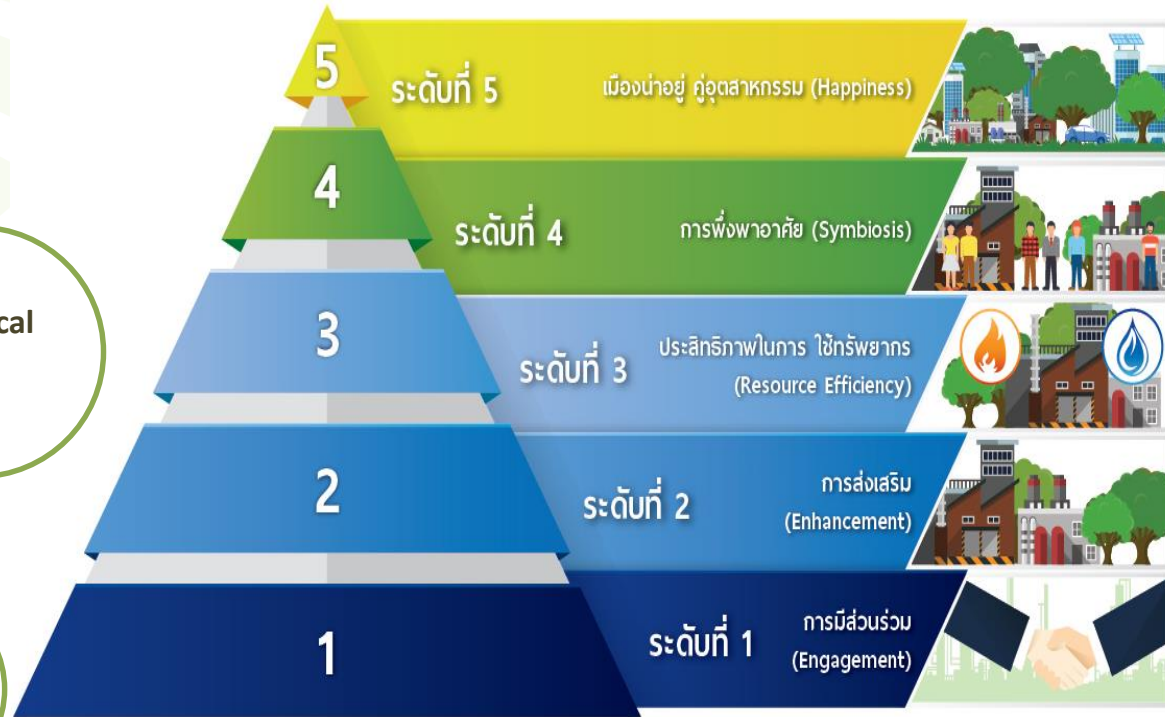 5
ระดับที่ 5
เมืองน่าอยู่ คู่อุตสาหกรรม (Happiness)
4
ระดับที่ 4
การพึ่งพาอาศัย (Symbiosis)
cal
3
ระดับที่ 3
ประสิทธิภาพในการ ใช้ทรัพยากร
(Resource Efficiency)
2
ระดับที่ 2
การส่งเสริม
(Enhancement)
1
ระดับที่ 1
การมีส่วนร่วม
(Engagement)